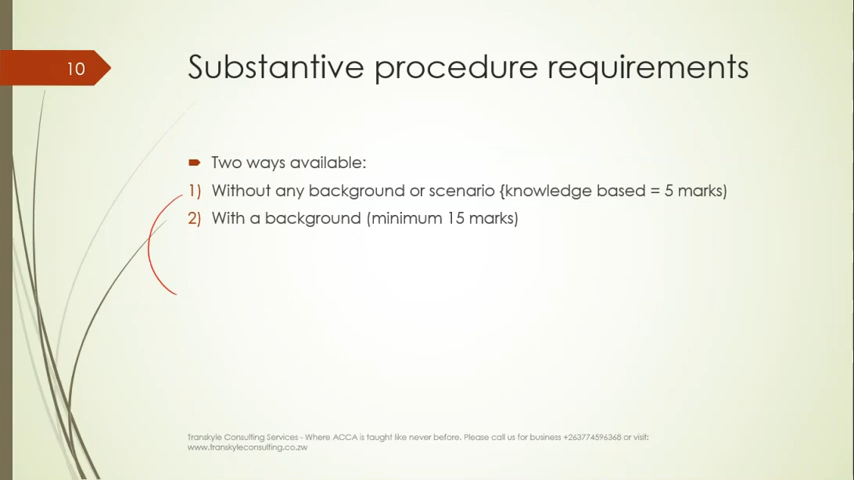 10
Substantive procedure requirements
Two ways available:
1) Without any background or scenario {knowledge based = 5 marks)
2) With a background (minimum 15 marks)
Transkyle Consulting Services - Where ACCA is taught like never before. Please call us for business +263774596368 or visit:
www.transkyleconsulting.co.zw